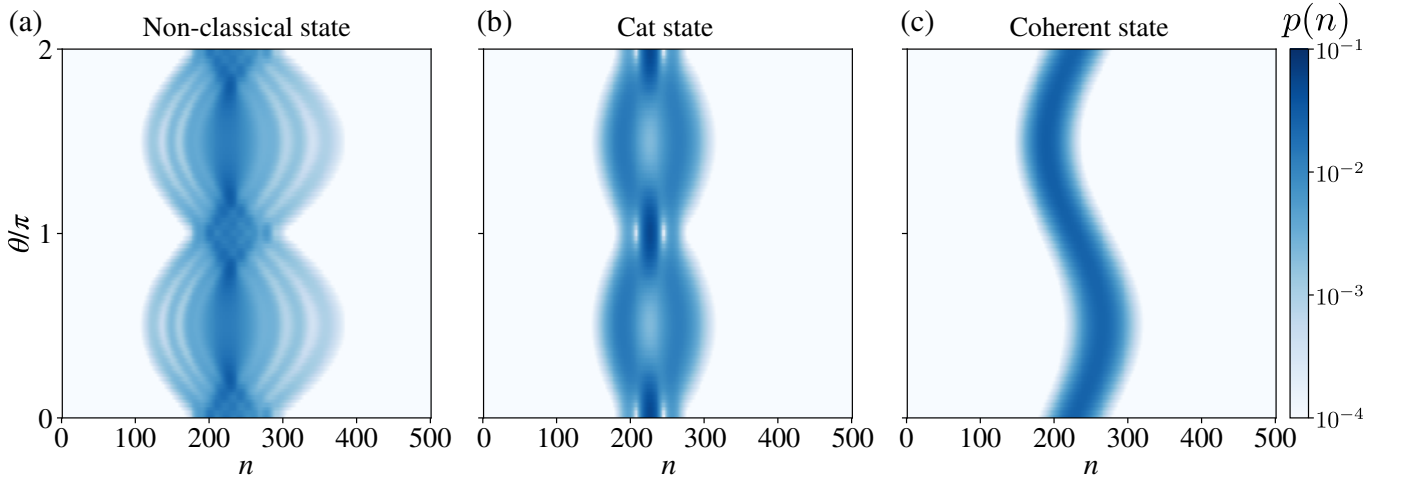 (a) Non-classical state
(b) Cat state
(c) Coherent state
p(n)
θ/π
2
1
0
0 100 200 300 400 500
n
0 100 200 300 400 500
n
0 100 200 300 400 500
n
10⁻¹
10⁻²
10⁻³
10⁻⁴